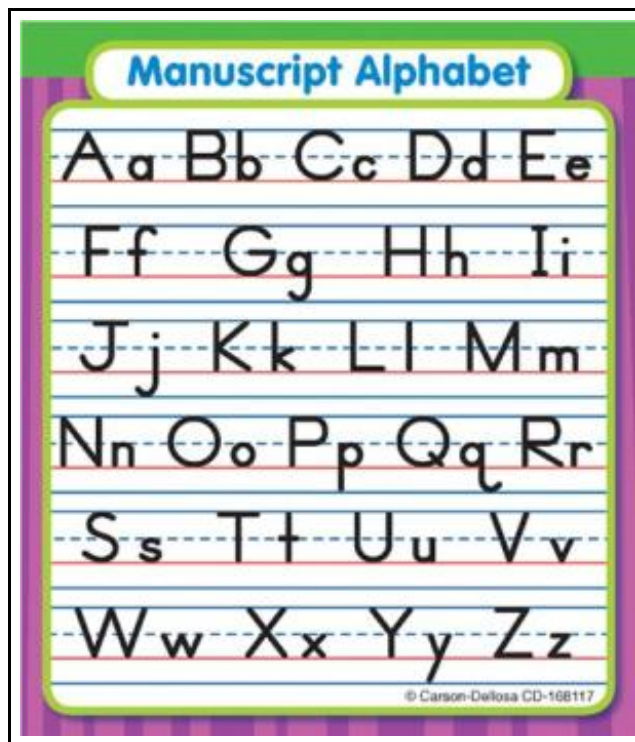 Manuscript Alphabet
Aa Bb Cc Dd Ee
Ff Gg Hh Ii
Jj Kk Ll Mm
Nn Oo Pp Qq Rr
Ss Tt Uu Vv
Ww Xx Yy Zz
© Carson-Dellosa CD-168117